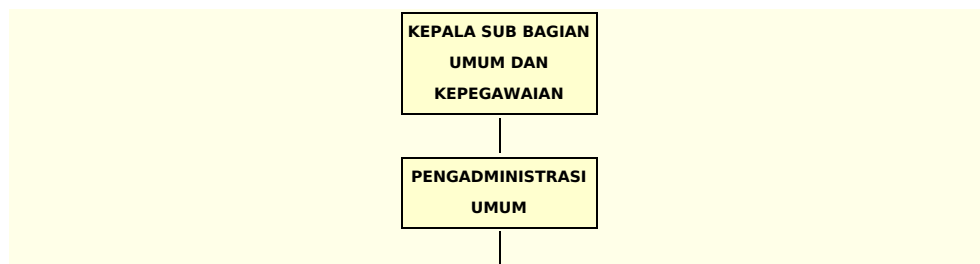 KEPALA SUB BAGIAN
UMUM DAN
KEPEGAWAIAN
PENGADMINISTRASI
UMUM